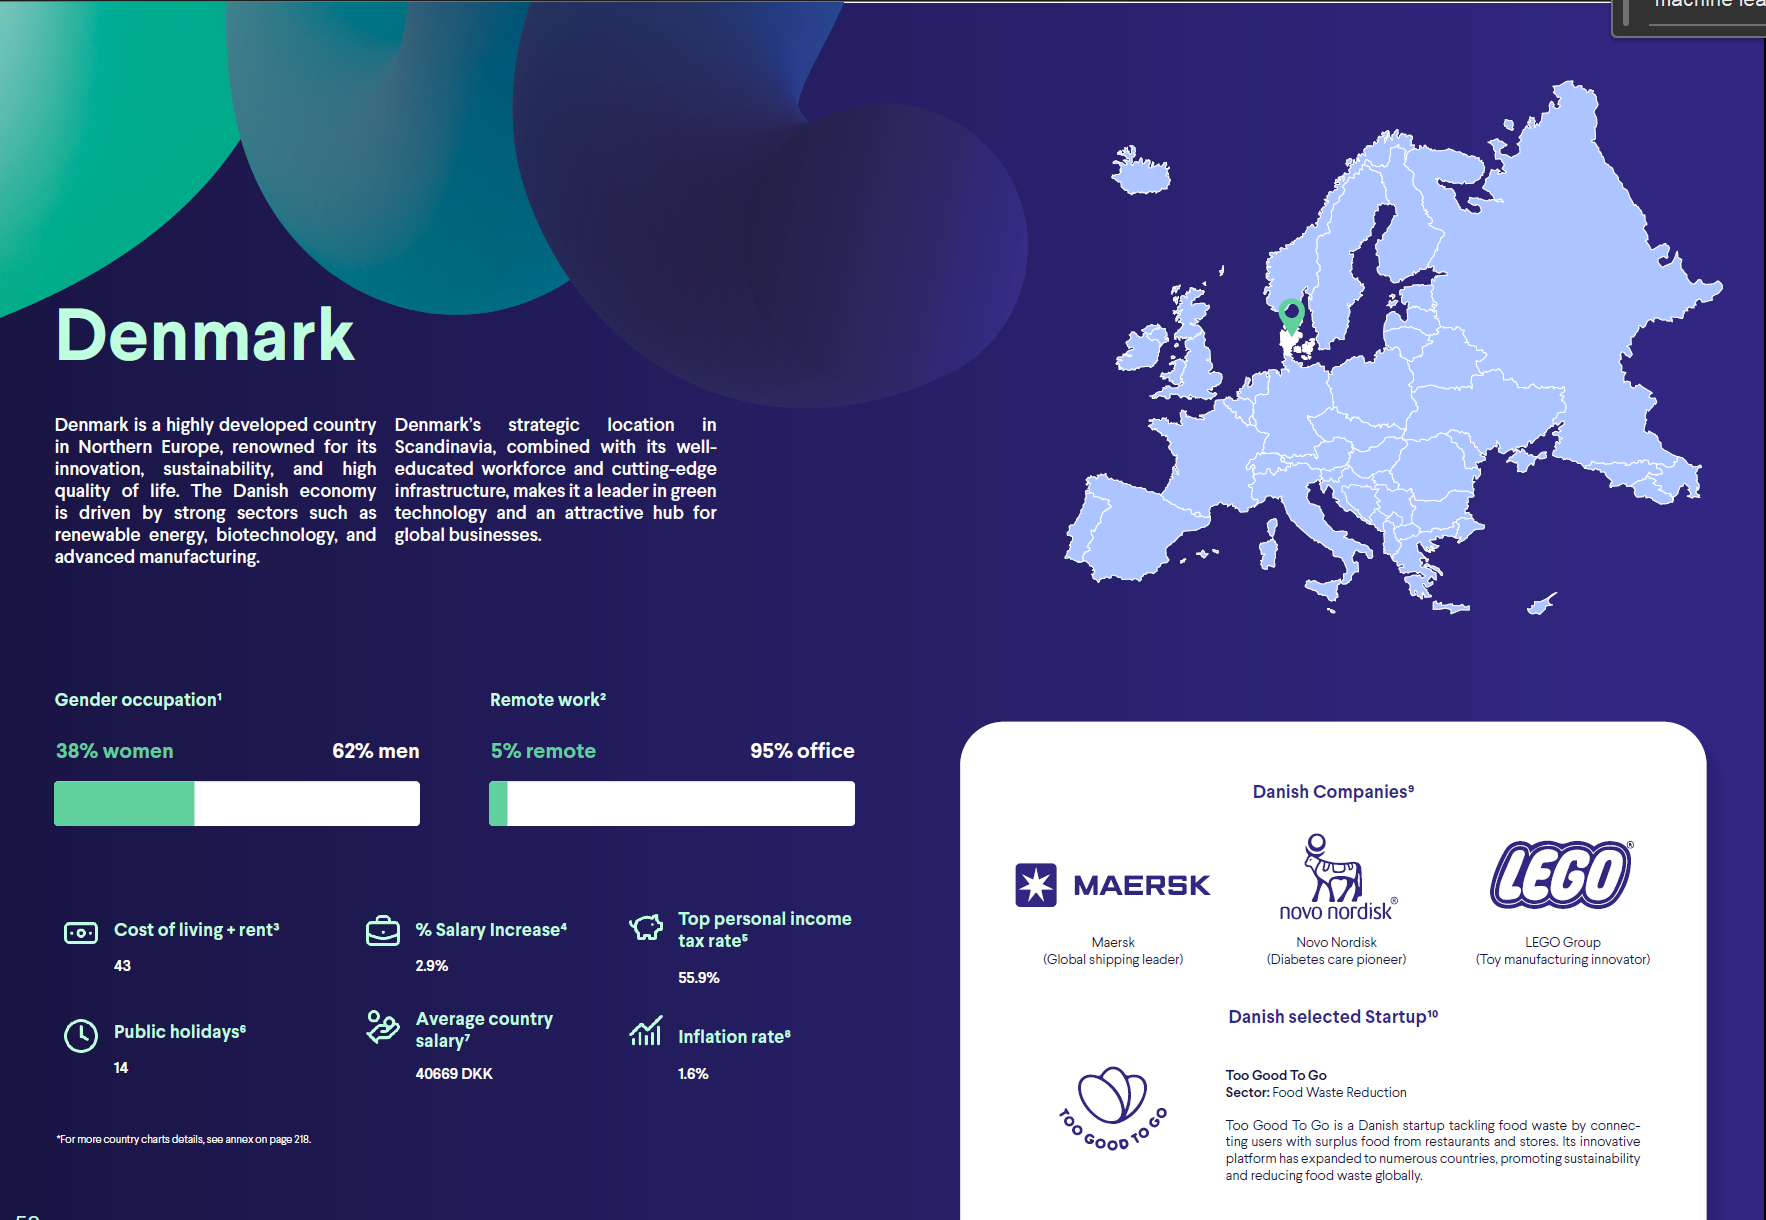 machine lea
Denmark
Denmark is a highly developed country
in Northern Europe, renowned for its
innovation, sustainability, and high
quality of life. The Danish economy
is driven by strong sectors such as
renewable energy, biotechnology, and
advanced manufacturing.
Denmark's strategic location in
Scandinavia, combined with its well-
educated workforce and cutting-edge
infrastructure, makes it a leader in green
technology and an attractive hub for
global businesses.
Gender occupation¹
38% women 62% men
Remote work²
5% remote 95% office
Cost of living + rent³
43
% Salary Increase⁴
2.9%
Top personal income
tax rate⁵
55.9%
Public holidays⁶
14
Average country
salary⁷
40669 DKK
Inflation rate⁸
1.6%
*For more country charts details, see annex on page 218.
Danish Companies⁹
MAERSK
Maersk
(Global shipping leader)
novo nordisk®
Novo Nordisk
(Diabetes care pioneer)
LEGO®
LEGO Group
(Toy manufacturing innovator)
Danish selected Startup¹⁰
TOO GOOD TO GO
Too Good To Go
Sector: Food Waste Reduction
Too Good To Go is a Danish startup tackling food waste by connec-
ting users with surplus food from restaurants and stores. Its innovative
platform has expanded to numerous countries, promoting sustainability
and reducing food waste globally.